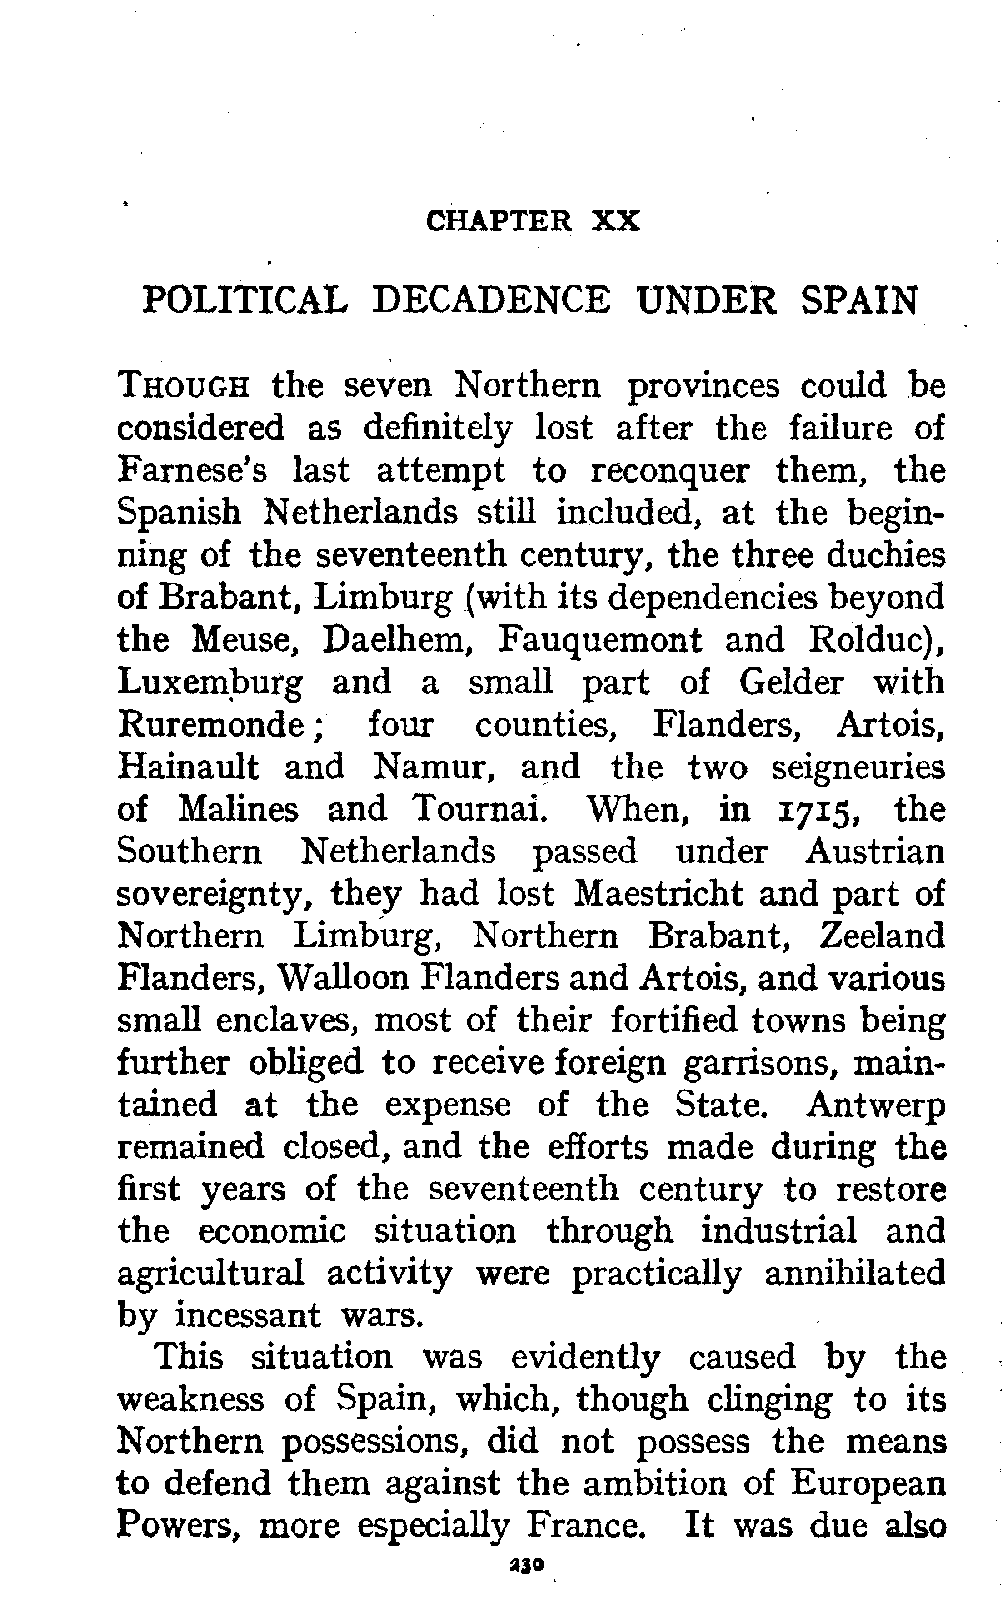 CHAPTER XX
POLITICAL DECADENCE UNDER SPAIN
THOUGH the seven Northern provinces could be
considered as definitely lost after the failure of
Farnese's last attempt to reconquer them, the
Spanish Netherlands still included, at the begin-
ning of the seventeenth century, the three duchies
of Brabant, Limburg (with its dependencies beyond
the Meuse, Daelhem, Fauquemont and Rolduc),
Luxemburg and a small part of Gelder with
Ruremonde; four counties, Flanders, Artois,
Hainault and Namur, and the two seigneuries
of Malines and Tournai. When, in 1715, the
Southern Netherlands passed under Austrian
sovereignty, they had lost Maestricht and part of
Northern Limburg, Northern Brabant, Zeeland
Flanders, Walloon Flanders and Artois, and various
small enclaves, most of their fortified towns being
further obliged to receive foreign garrisons, main-
tained at the expense of the State. Antwerp
remained closed, and the efforts made during the
first years of the seventeenth century to restore
the economic situation through industrial and
agricultural activity were practically annihilated
by incessant wars.
This situation was evidently caused by the
weakness of Spain, which, though clinging to its
Northern possessions, did not possess the means
to defend them against the ambition of European
Powers, more especially France. It was due also
230